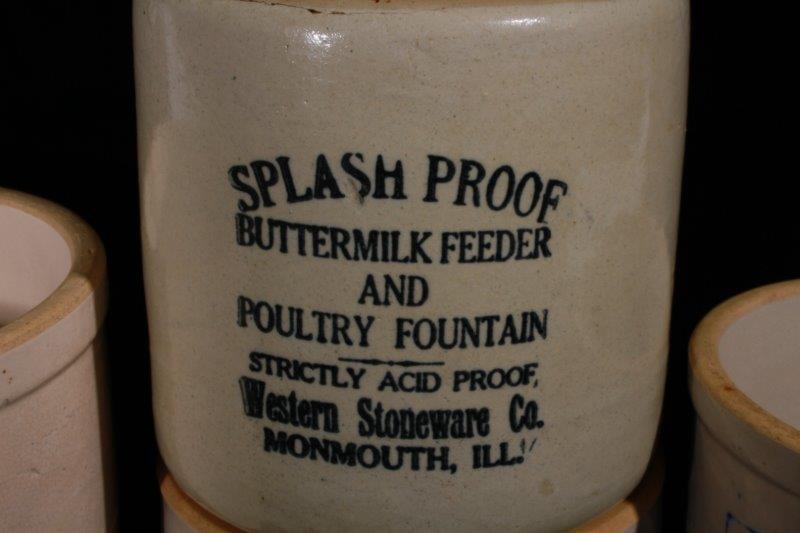 SPLASH PROOF
BUTTERMILK FEEDER
AND
POULTRY FOUNTAIN
STRICTLY ACID PROOF,
Western Stoneware Co.
MONMOUTH, ILL.